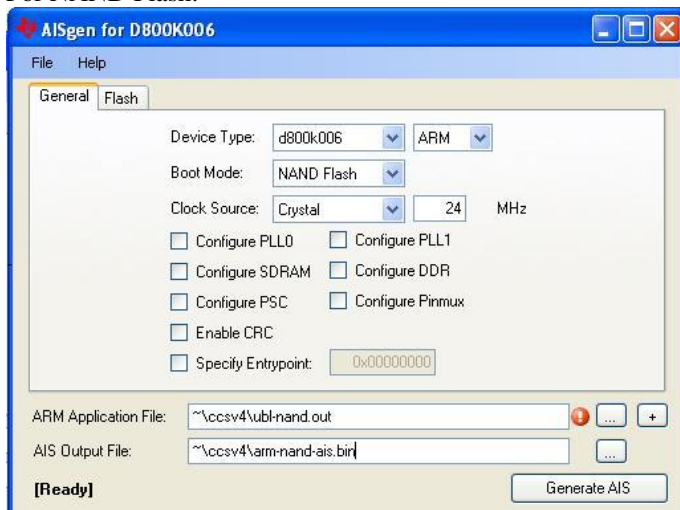 For NAND Flash:
AISgen for D800K006
File Help
General Flash
Device Type: d800k006 ARM
Boot Mode: NAND Flash
Clock Source: Crystal 24 MHz
Configure PLL0 Configure PLL1
Configure SDRAM Configure DDR
Configure PSC Configure Pinmux
Enable CRC
Specify Entrypoint: 0x00000000
ARM Application File: ~\ccsv4\ubl-nand.out ... +
AIS Output File: ~\ccsv4\arm-nand-ais.bin ...
[Ready] Generate AIS